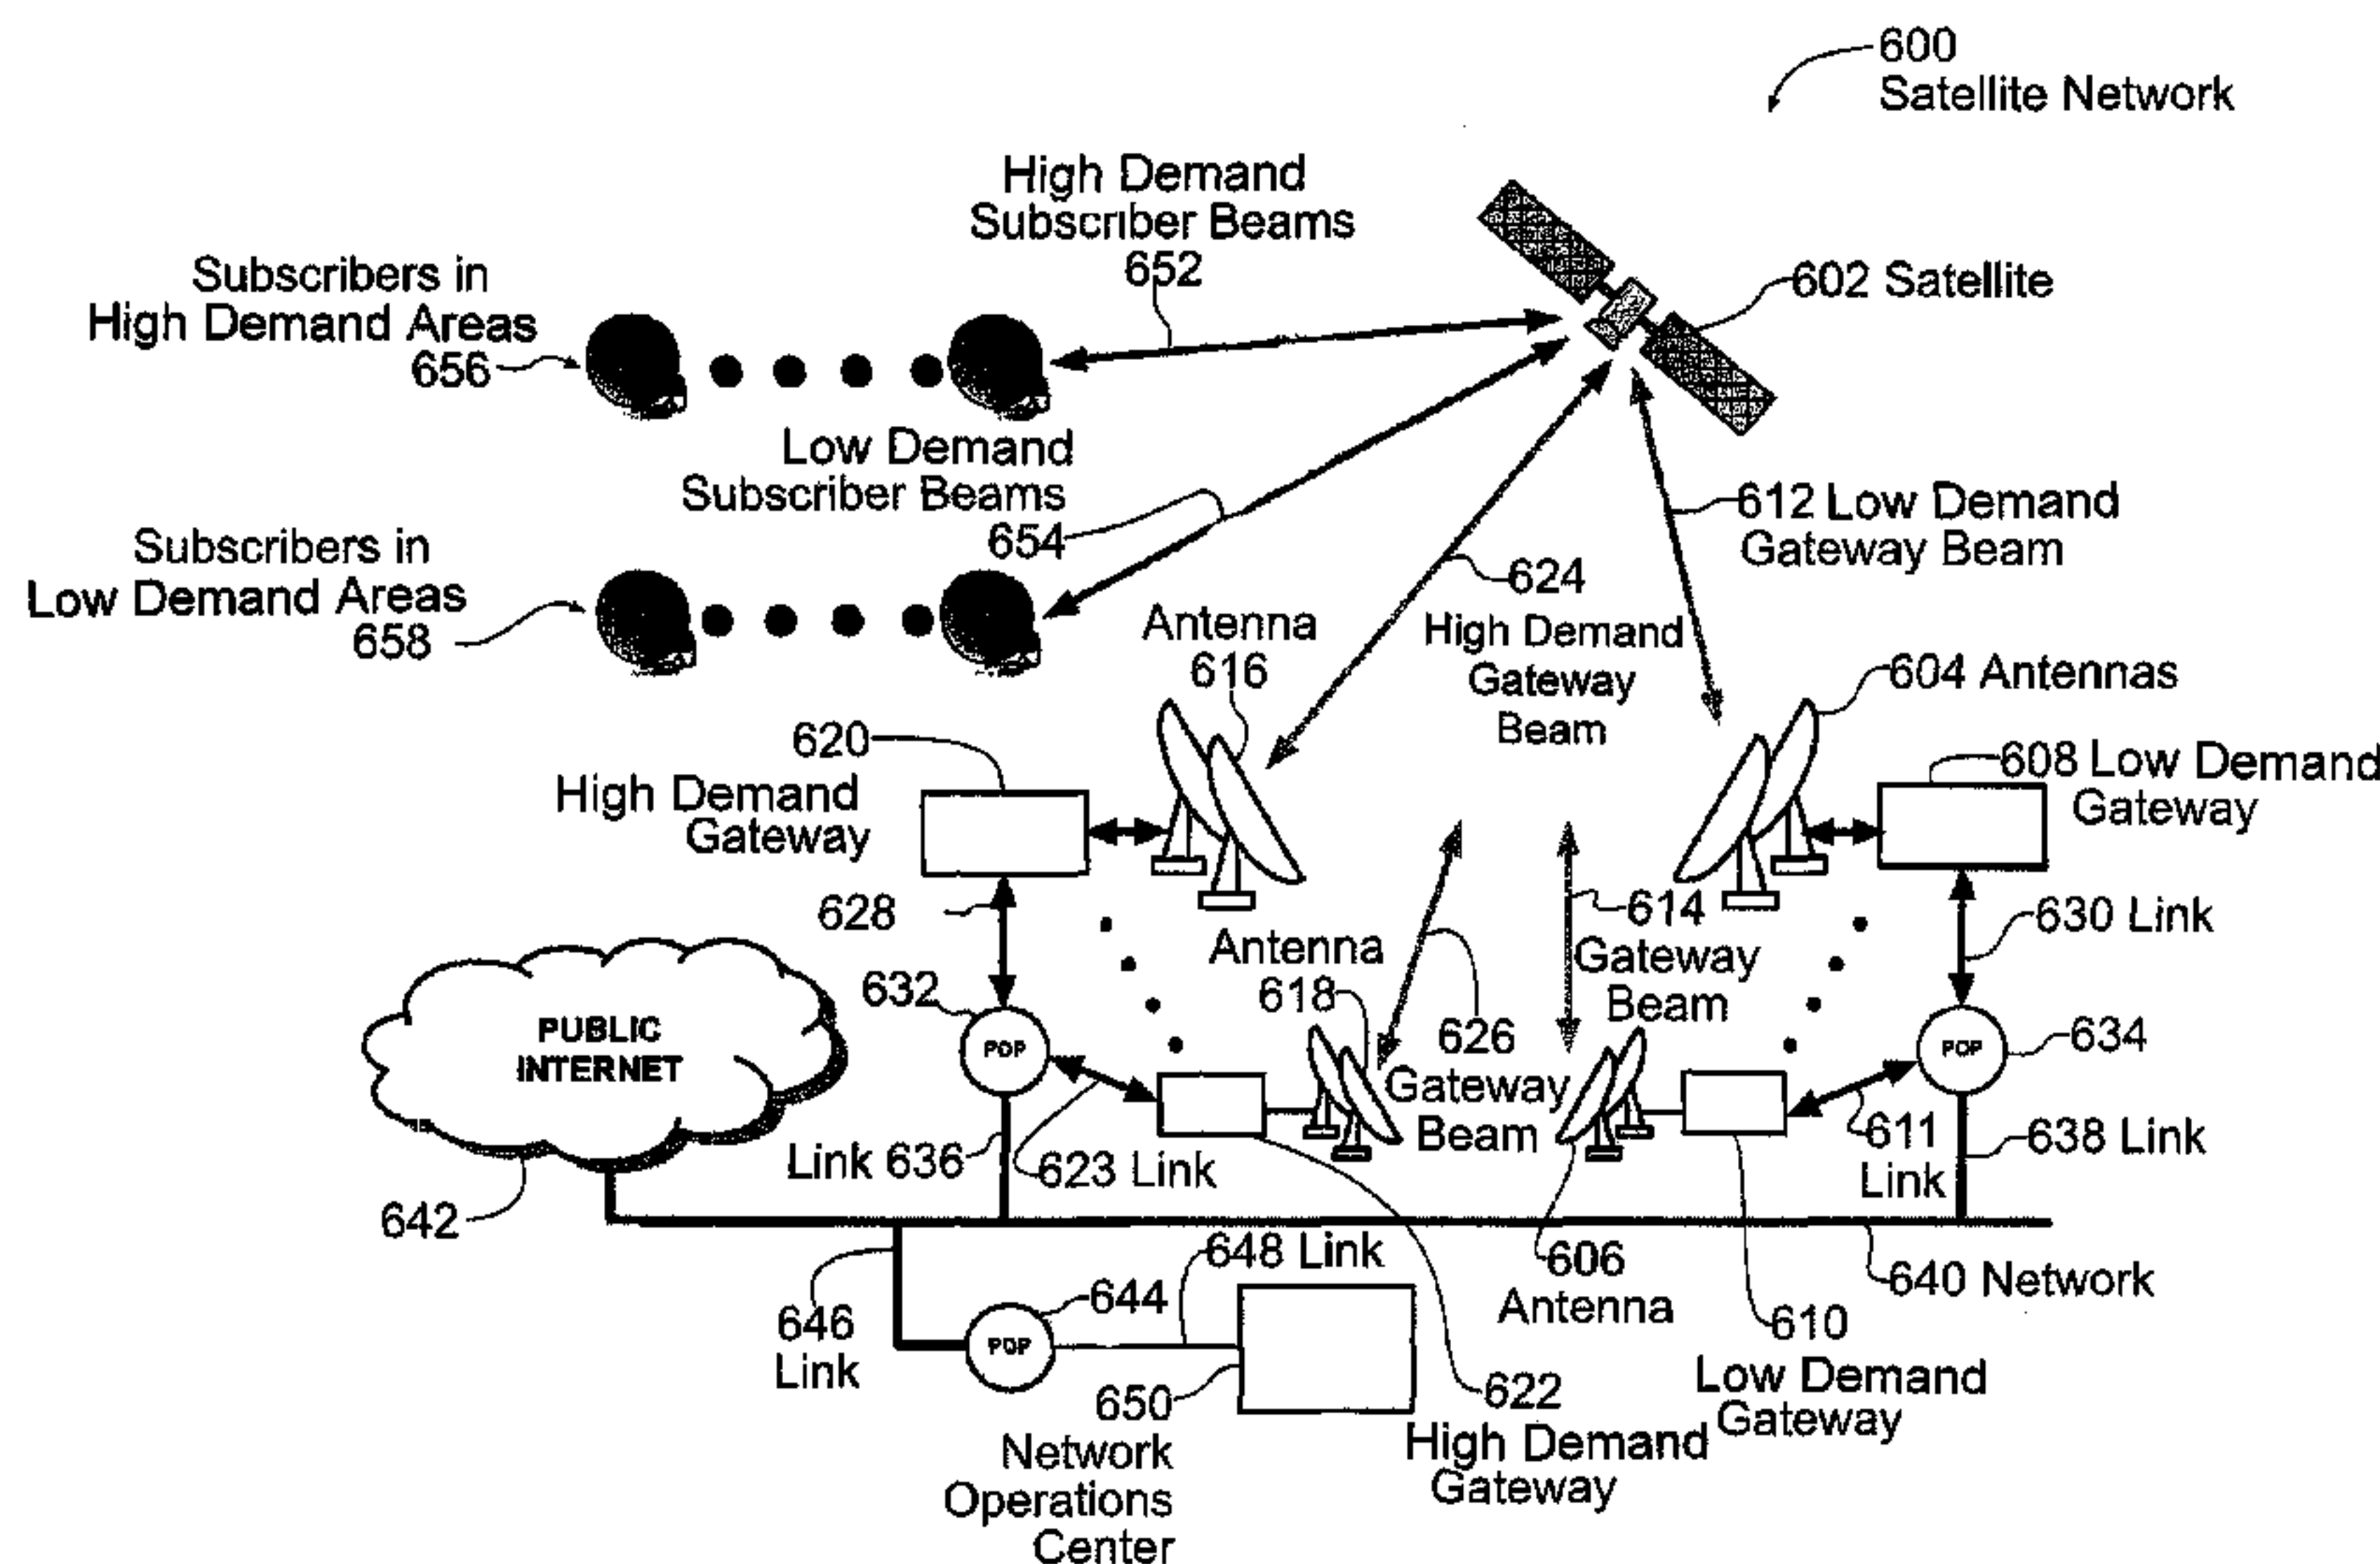 600
Satellite Network
High Demand
Subscriber Beams
652
Subscribers in
High Demand Areas
656
602 Satellite
Low Demand
Subscriber Beams
654
612 Low Demand
Gateway Beam
Subscribers in
Low Demand Areas
658
624
High Demand
Gateway
Beam
Antenna
616
604 Antennas
620
High Demand
Gateway
608 Low Demand
Gateway
628
614
Gateway
Beam
630 Link
Antenna
618
632
POP
PUBLIC
INTERNET
626
Gateway
Beam
POP
634
Link 636
623 Link
611
Link
638 Link
642
648 Link
606
Antenna
640 Network
646
Link
644
POP
610
Low Demand
Gateway
650
Network
Operations
Center
622
High Demand
Gateway